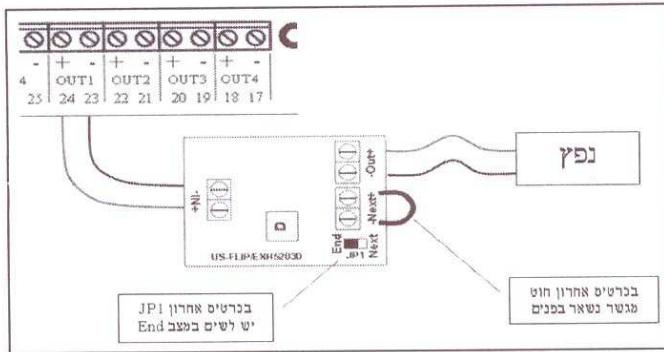 - + - + - + - + -
4 OUT1 OUT2 OUT3 OUT4
25 24 23 22 21 20 19 18 17
+IN-
-Out+
-Next+
D
End
Next
JP1
US-FLIP/EXR5203D
נפץ
בכרטיס אחרון JP1
יש לשים במצב End
בכרטיס אחרון חוט
מגשר נשאר בפנים